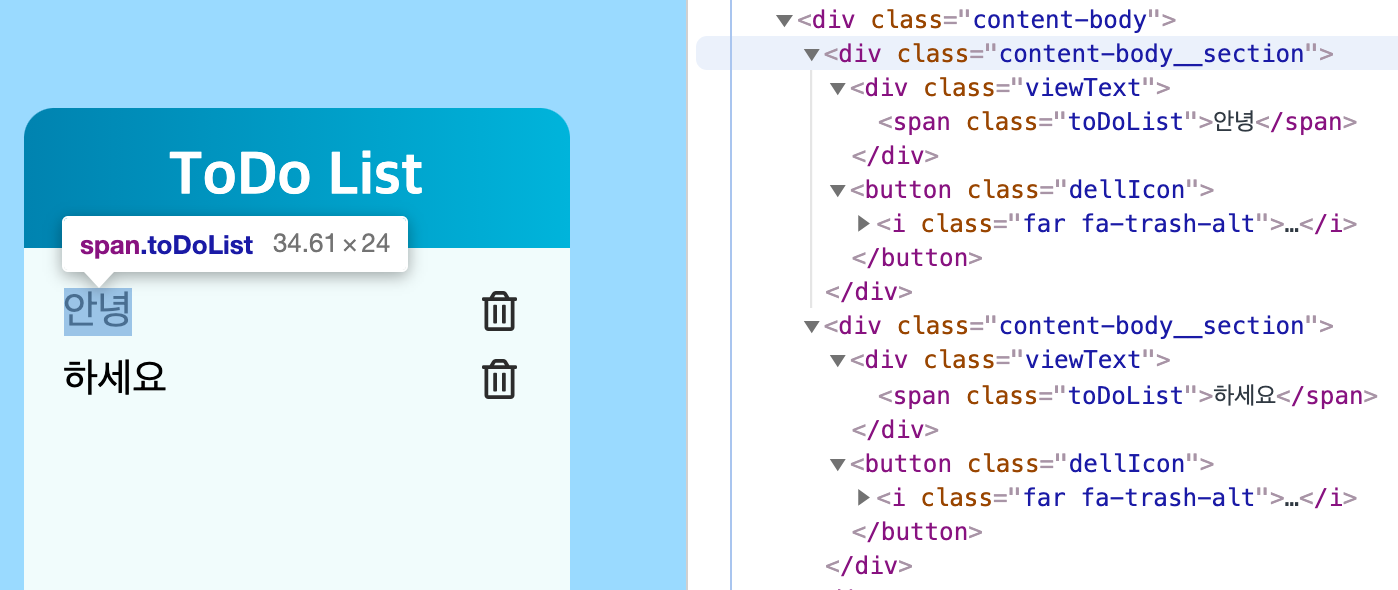 ToDo List
span.toDoList 34.61 × 24
안녕
하세요
▼<div class="content-body">
▼<div class="content-body__section">
▼<div class="viewText">
<span class="toDoList">안녕</span>
</div>
▼<button class="dellIcon">
▶<i class="far fa-trash-alt">…</i>
</button>
</div>
▼<div class="content-body__section">
▼<div class="viewText">
<span class="toDoList">하세요</span>
</div>
▼<button class="dellIcon">
▶<i class="far fa-trash-alt">…</i>
</button>
</div>